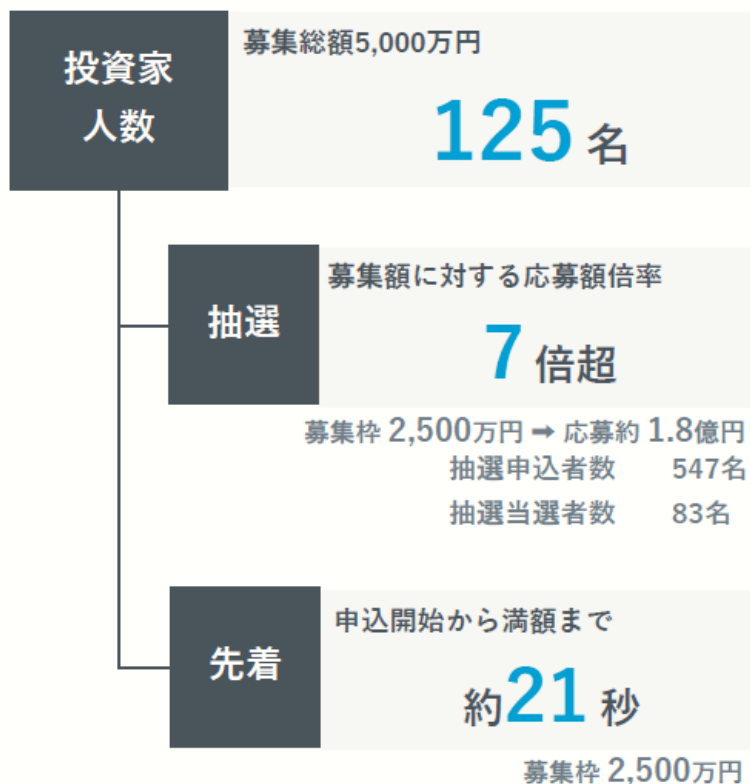 投資家
人数
募集総額5,000万円
125 名
抽選
募集額に対する応募額倍率
7 倍超
募集枠 2,500万円 ➡ 応募約 1.8億円
抽選申込者数 547名
抽選当選者数 83名
先着
申込開始から満額まで
約21 秒
募集枠 2,500万円